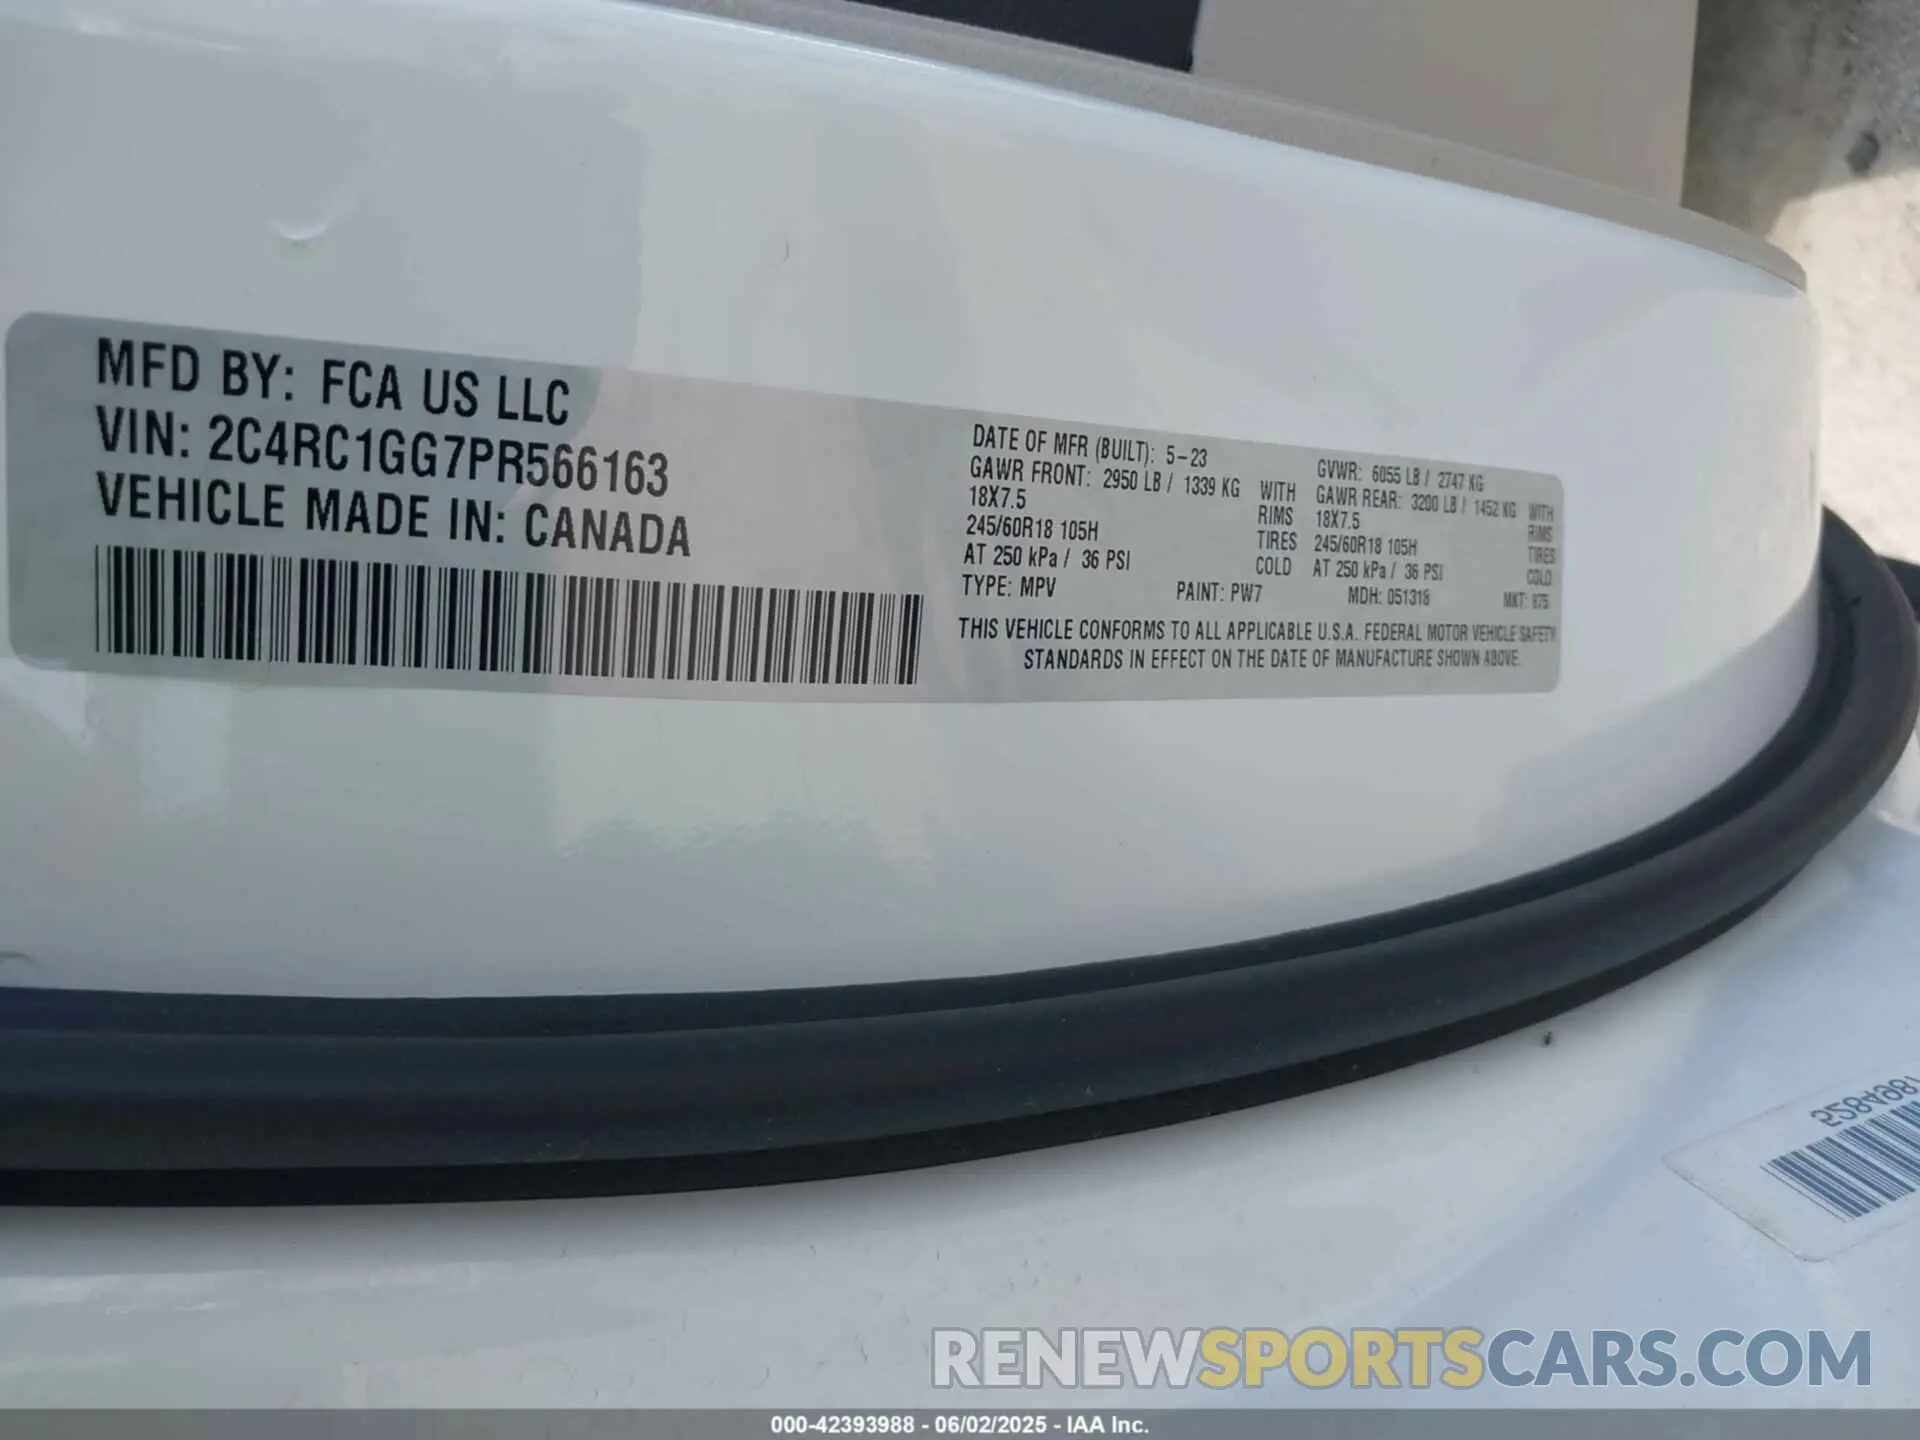 MFD BY: FCA US LLC
VIN: 2C4RC1GG7PR566163
VEHICLE MADE IN: CANADA
DATE OF MFR (BUILT): 5-23 GVWR: 6055 LB / 2747 KG
GAWR FRONT: 2950 LB / 1339 KG WITH GAWR REAR: 3200 LB / 1452 KG WITH
18X7.5 RIMS 18X7.5 RIMS
245/60R18 105H TIRES 245/60R18 105H TIRES
AT 250 kPa / 36 PSI COLD AT 250 kPa / 36 PSI COLD
TYPE: MPV PAINT: PW7 MDH: 051318 MKT: 875
THIS VEHICLE CONFORMS TO ALL APPLICABLE U.S.A. FEDERAL MOTOR VEHICLE SAFETY
STANDARDS IN EFFECT ON THE DATE OF MANUFACTURE SHOWN ABOVE.
RENEWSPORTSCARS.COM
000-42393988 - 06/02/2025 - IAA Inc.